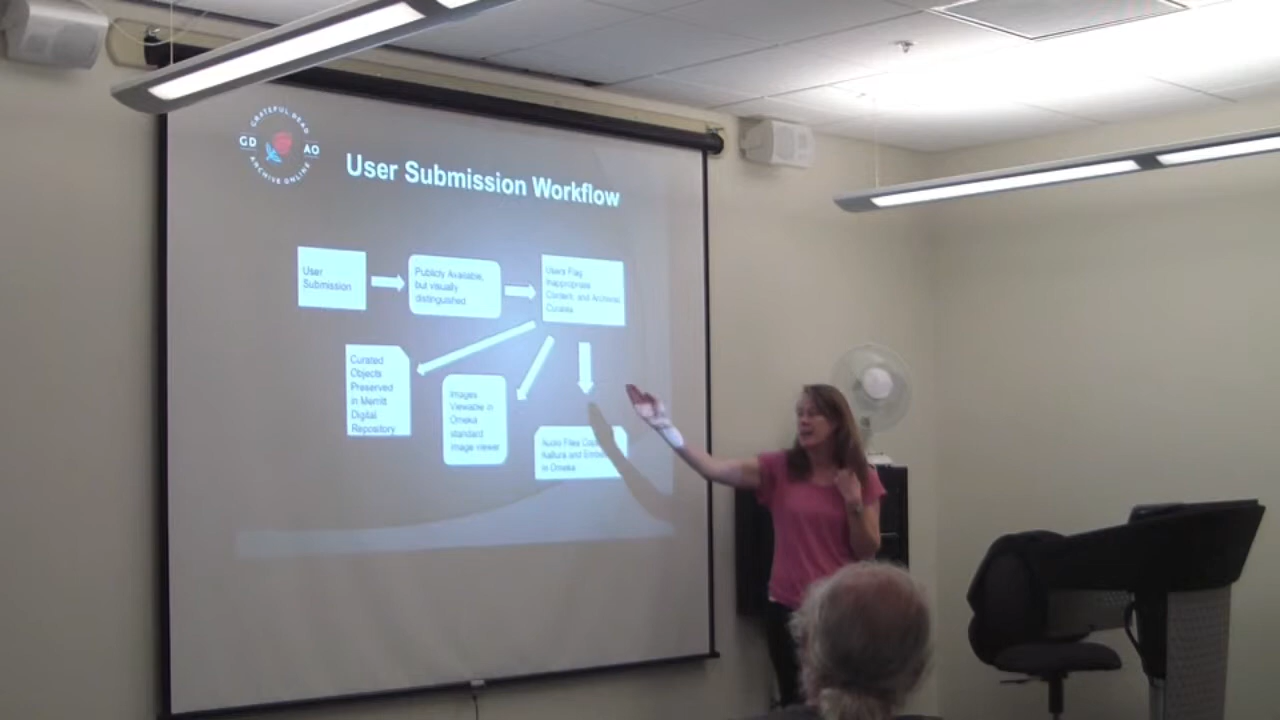 GRATEFUL DEAD
GD AO
ARCHIVE ONLINE
User Submission Workflow
User
Submission
Publicly Available,
but visually
distinguished
Users Flag
Inappropriate
Content, and Archivist
Curates
Curated
Objects
Preserved
in Merritt
Digital
Repository
Images
Viewable in
Omeka
standard
image viewer
Audio Files
Kaltura and
in Omeka